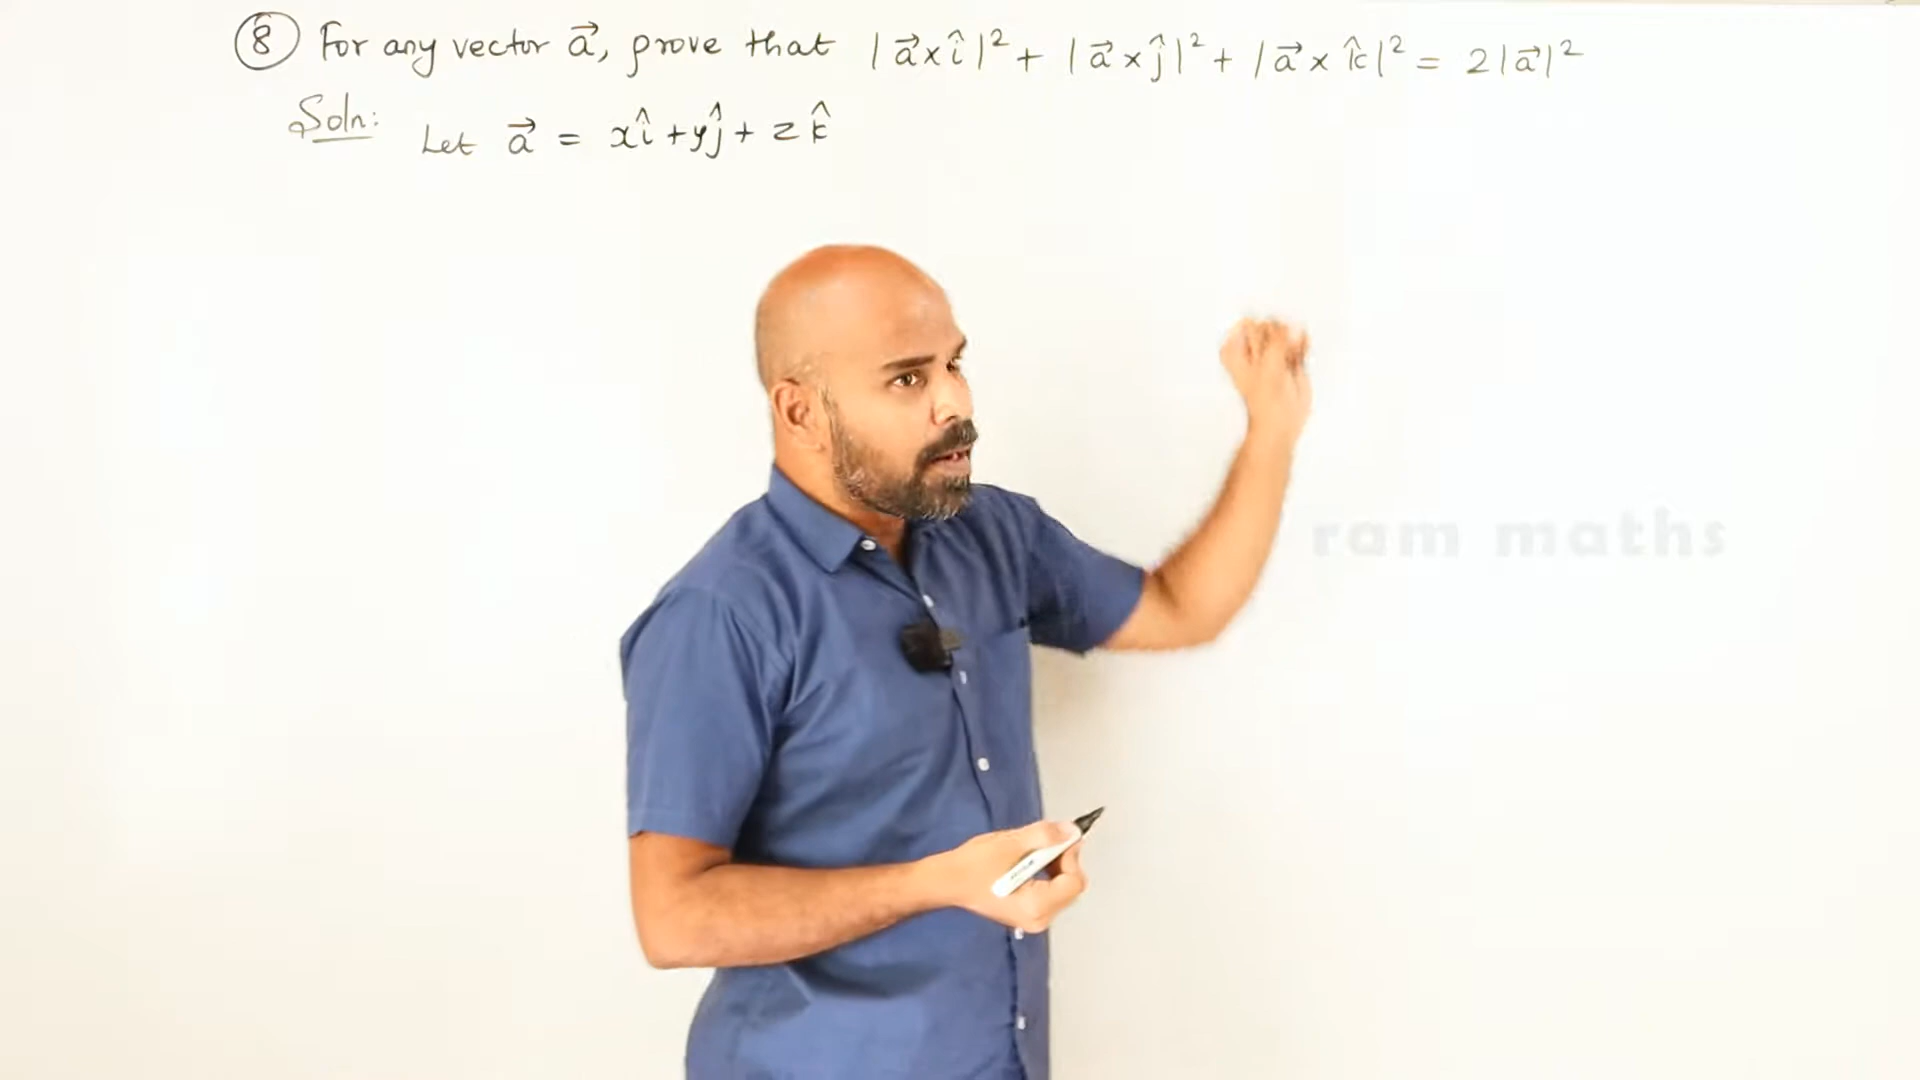 ⑧ For any vector a⃗, prove that |a⃗ × î|² + |a⃗ × ĵ|² + |a⃗ × k̂|² = 2|a⃗|²
Soln:
Let a⃗ = xî + yĵ + zk̂
ram maths